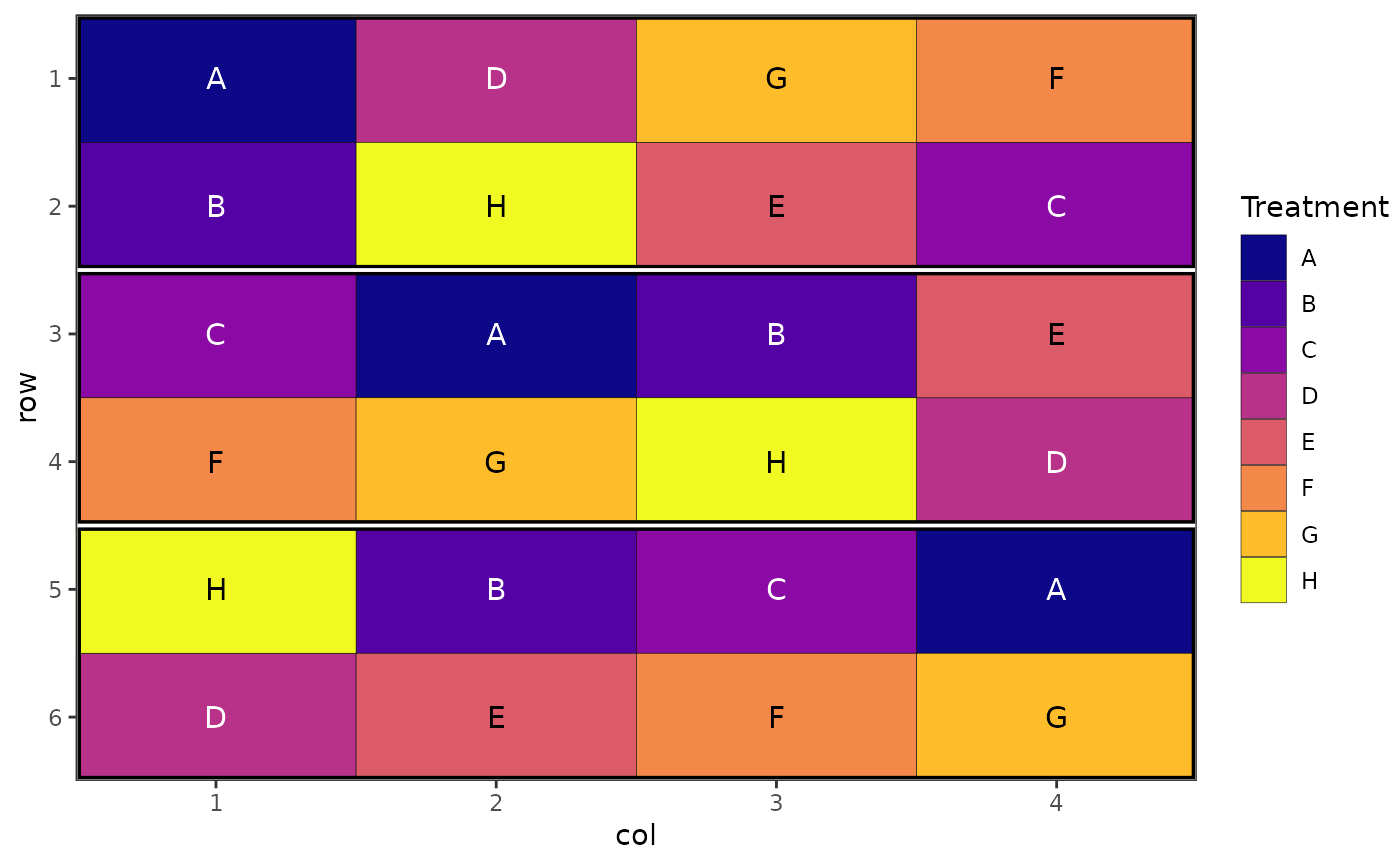 1 A D G F
2 B H E C
Treatment
A
B
C
D
E
F
G
H
3 C A B E
row
4 F G H D
5 H B C A
6 D E F G
1 2 3 4
col